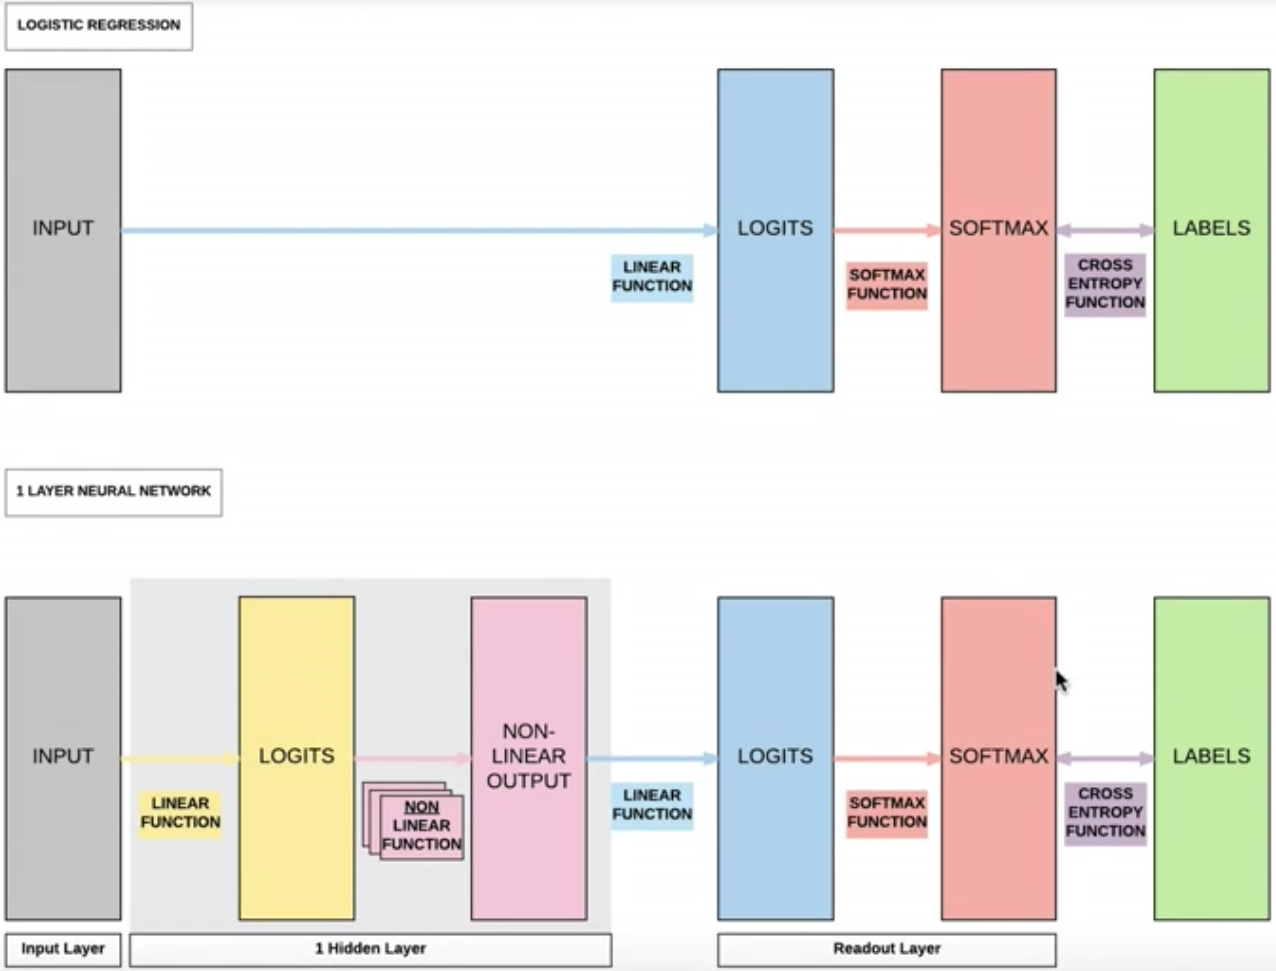 LOGISTIC REGRESSION
INPUT
LINEAR
FUNCTION
LOGITS
SOFTMAX
FUNCTION
SOFTMAX
CROSS
ENTROPY
FUNCTION
LABELS
1 LAYER NEURAL NETWORK
INPUT
LINEAR
FUNCTION
LOGITS
NON
LINEAR
FUNCTION
NON-
LINEAR
OUTPUT
LINEAR
FUNCTION
LOGITS
SOFTMAX
FUNCTION
SOFTMAX
CROSS
ENTROPY
FUNCTION
LABELS
Input Layer
1 Hidden Layer
Readout Layer